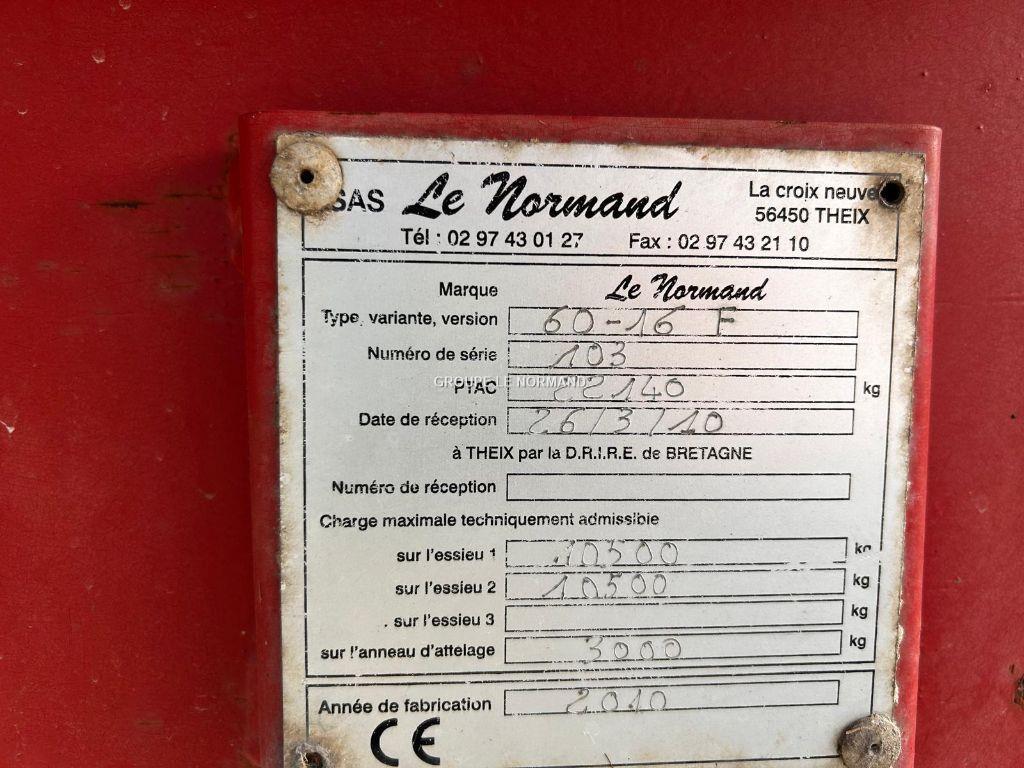 SAS Le Normand La croix neuve
56450 THEIX
Tél : 02 97 43 01 27 Fax : 02 97 43 21 10
Marque Le Normand
Type, variante, version 60-16 F
Numéro de série 103
PTAC 22140 kg
GROUPE LE NORMAND
Date de réception 26/3/10
à THEIX par la D.R.I.R.E. de BRETAGNE
Numéro de réception
Charge maximale techniquement admissible
sur l'essieu 1 10500 kg
sur l'essieu 2 10500 kg
sur l'essieu 3 kg
sur l'anneau d'attelage 3000 kg
Année de fabrication 2010
CE